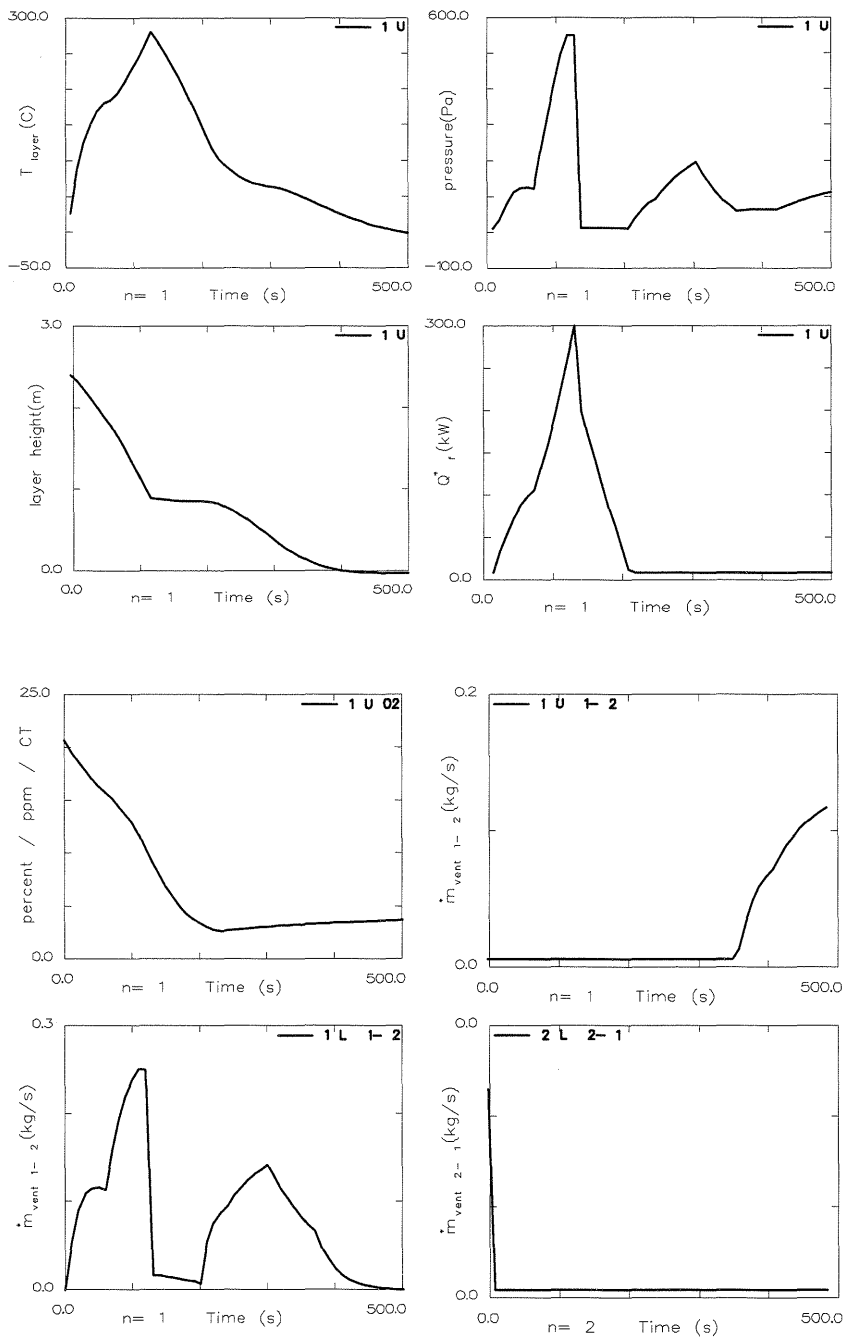 300.0
1 U
T layer (C)
-50.0
0.0
n= 1 Time (s)
500.0
600.0
1 U
pressure(Pa)
-100.0
0.0
n= 1 Time (s)
500.0
3.0
1 U
layer height(m)
0.0
0.0
n= 1 Time (s)
500.0
300.0
1 U
Q* f (kW)
0.0
0.0
n= 1 Time (s)
500.0
25.0
1 U O2
percent / ppm / CT
0.0
0.0
n= 1 Time (s)
500.0
0.2
1 U 1- 2
m* vent 1- 2 (kg/s)
0.0
0.0
n= 1 Time (s)
500.0
0.3
1 L 1- 2
m* vent 1- 2 (kg/s)
0.0
0.0
n= 1 Time (s)
500.0
0.0
2 L 2- 1
m* vent 2- 1 (kg/s)
0.0
0.0
n= 2 Time (s)
500.0